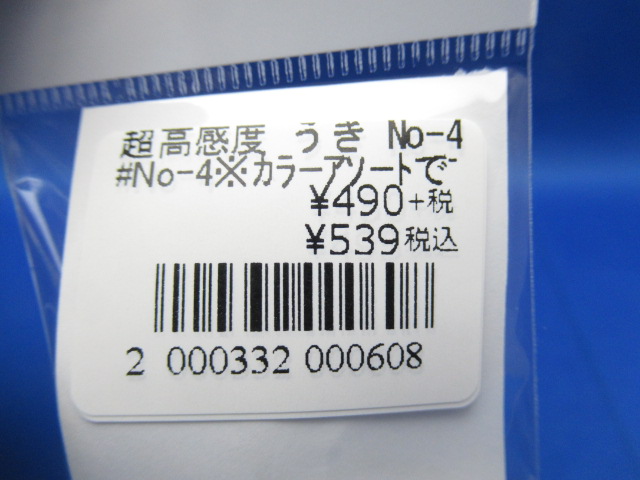 超高感度 うき No-4
#No-4※カラーアソートで
¥490+税
¥539税込
2 000332 000608